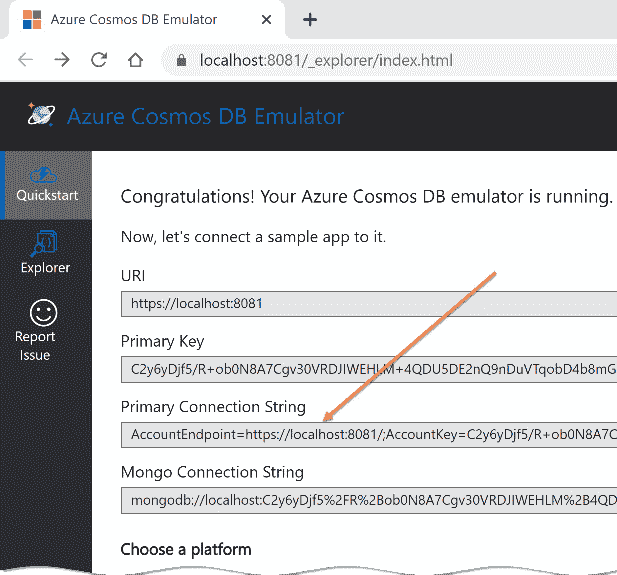 Azure Cosmos DB Emulator
localhost:8081/_explorer/index.html
Azure Cosmos DB Emulator
Quickstart
Explorer
Report
Issue
Congratulations! Your Azure Cosmos DB emulator is running.
Now, let's connect a sample app to it.
URI
https://localhost:8081
Primary Key
C2y6yDjf5/R+ob0N8A7Cgv30VRDJIWEHLM+4QDU5DE2nQ9nDuVTqobD4b8mG
Primary Connection String
AccountEndpoint=https://localhost:8081/;AccountKey=C2y6yDjf5/R+ob0N8A7C
Mongo Connection String
mongodb://localhost:C2y6yDjf5%2FR%2Bob0N8A7Cgv30VRDJIWEHLM%2B4QD
Choose a platform